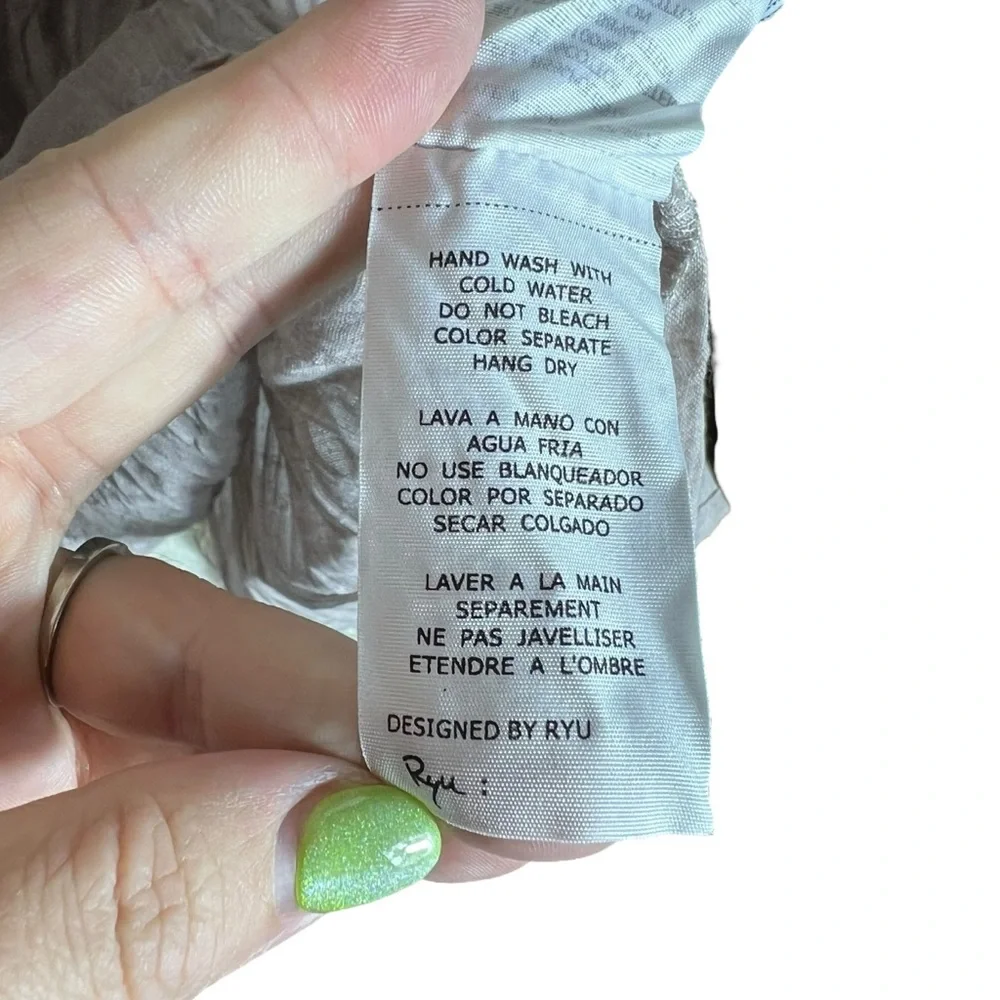 HAND WASH WITH
COLD WATER
DO NOT BLEACH
COLOR SEPARATE
HANG DRY
LAVA A MANO CON
AGUA FRIA
NO USE BLANQUEADOR
COLOR POR SEPARADO
SECAR COLGADO
LAVER A LA MAIN
SEPAREMENT
NE PAS JAVELLISER
ETENDRE A L'OMBRE
DESIGNED BY RYU
Ryu :